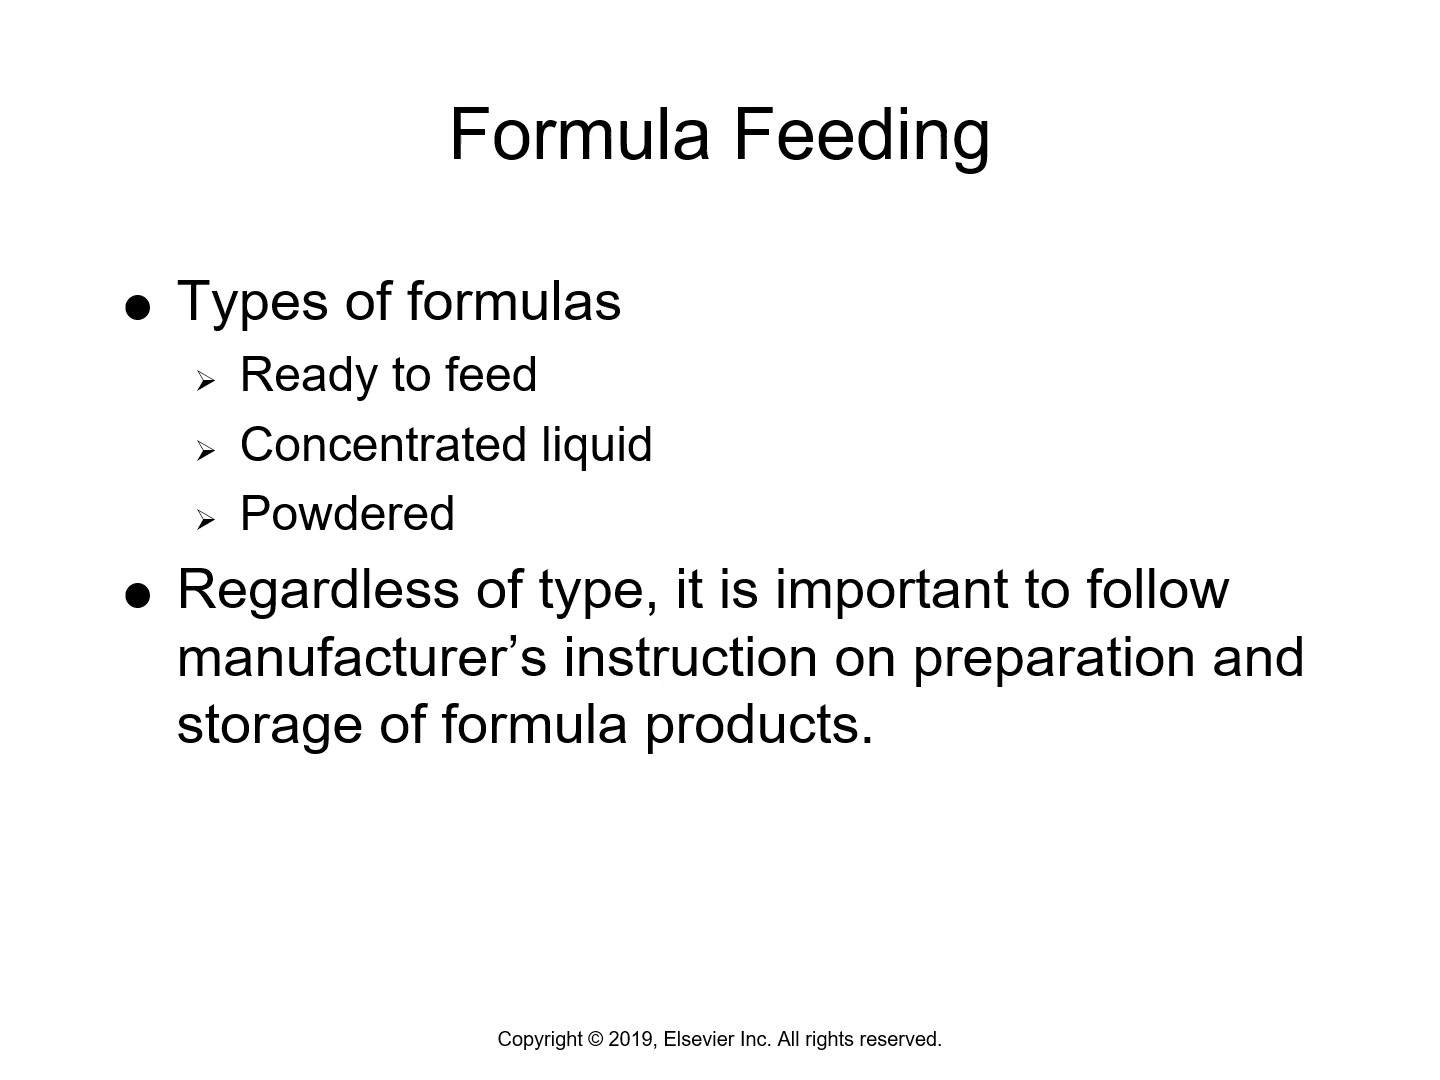 Formula Feeding
● Types of formulas
➢ Ready to feed
➢ Concentrated liquid
➢ Powdered
● Regardless of type, it is important to follow
manufacturer’s instruction on preparation and
storage of formula products.
Copyright © 2019, Elsevier Inc. All rights reserved.